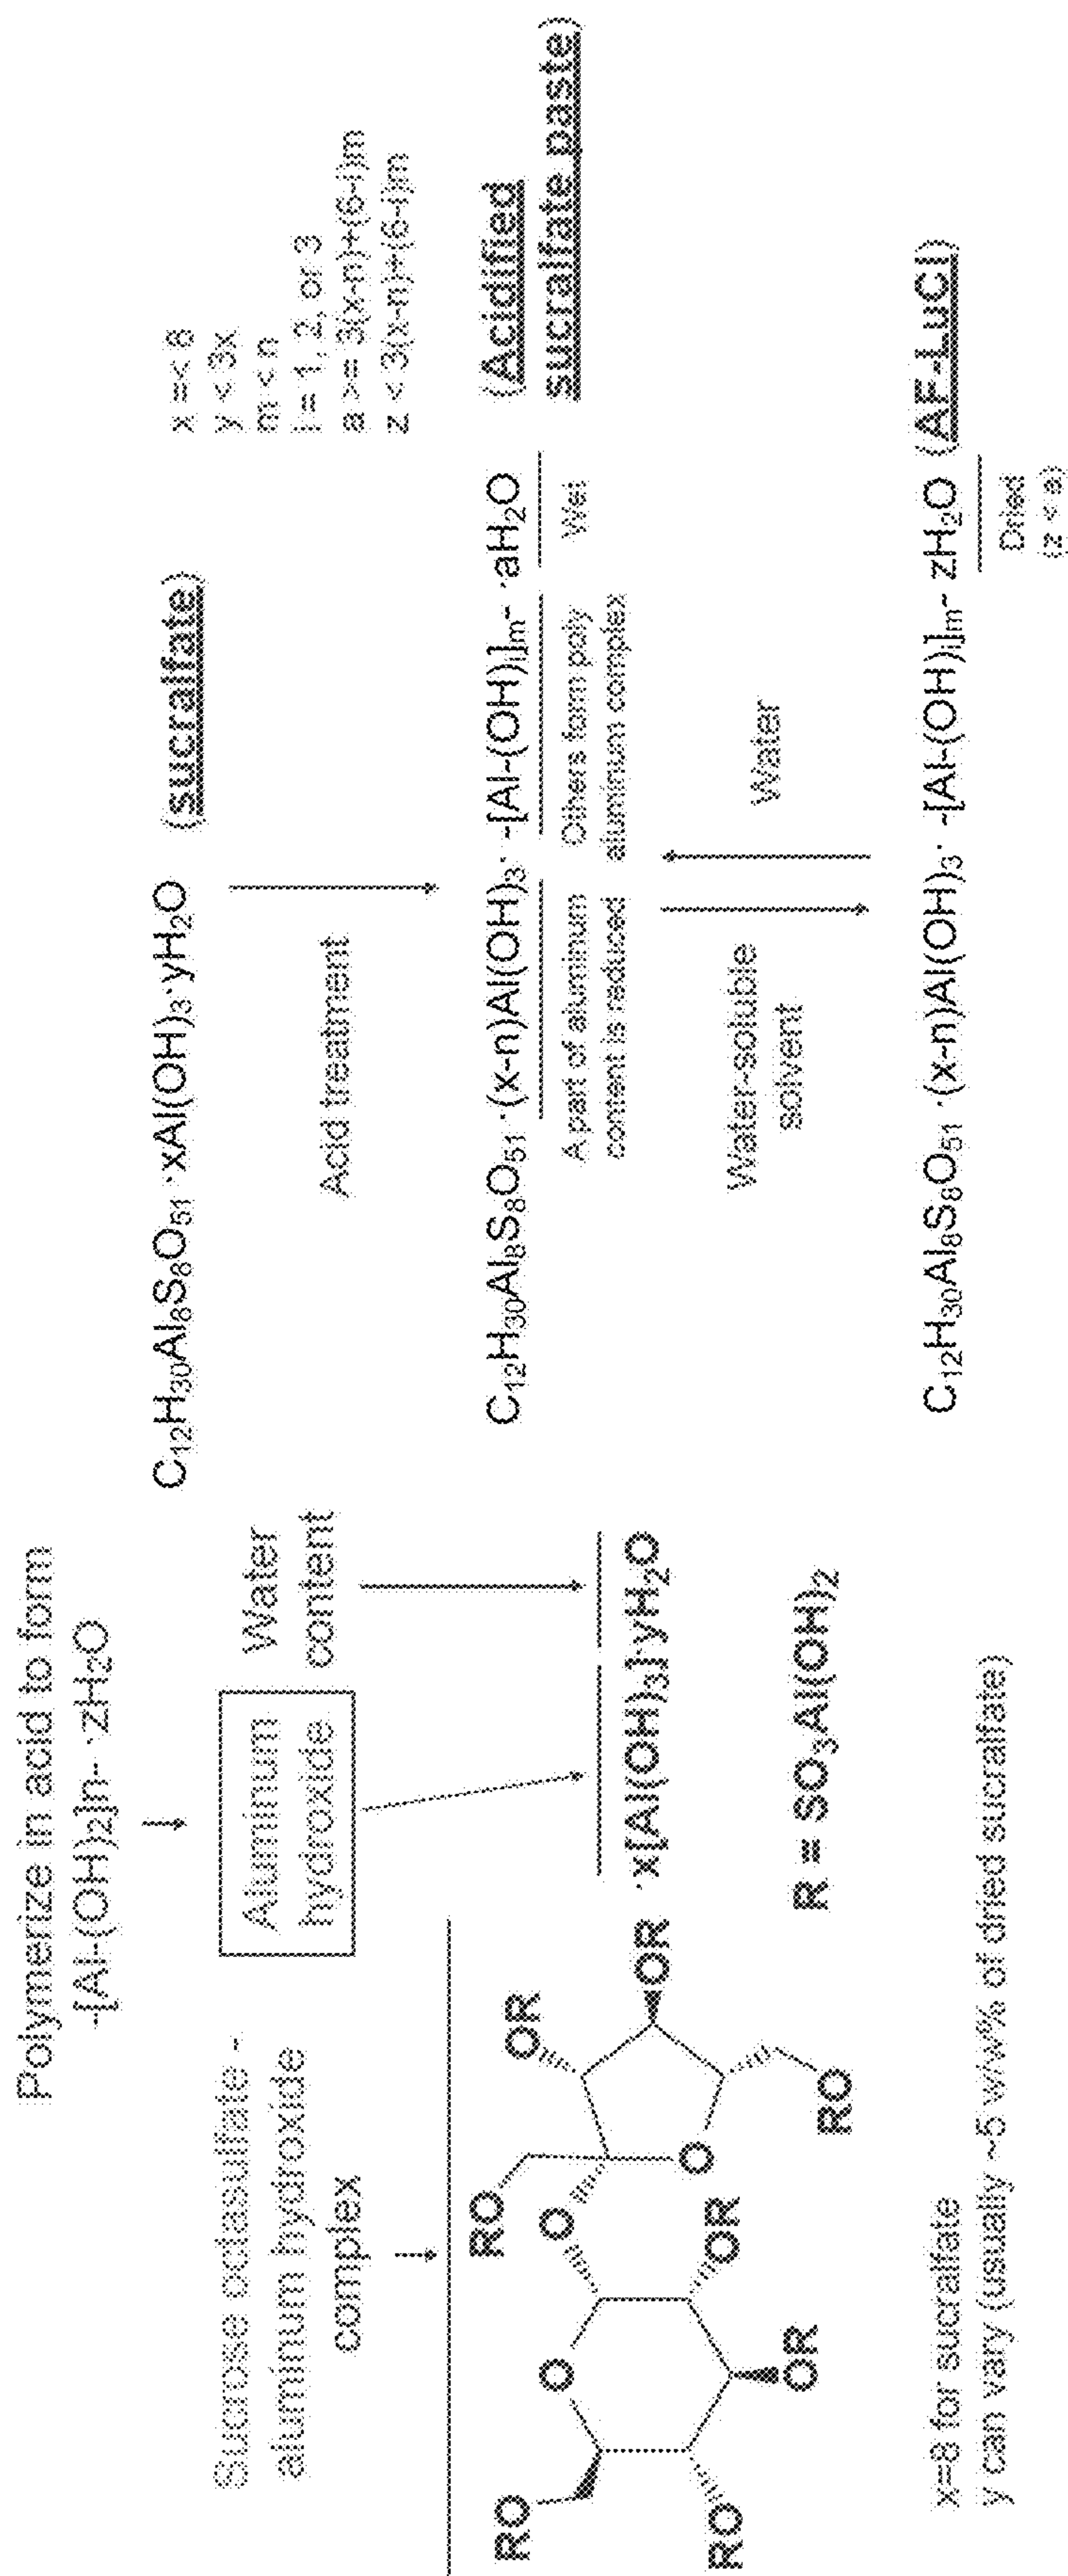 Polymerize in acid to form
-[Al-(OH)₂]n- ·zH₂O
Sucrose octasulfate -
aluminum hydroxide
complex
Aluminum
hydroxide
Water
content
RO
OR
O
O
RO
OR
OR
RO
OR
O
RO
·x[Al(OH)₃]·yH₂O
R = SO₃Al(OH)₂
x=8 for sucralfate
y can vary (usually ~5 w/w% of dried sucralfate)
C₁₂H₃₀Al₈S₈O₅₁ ·xAl(OH)₃·yH₂O (sucralfate)
Acid treatment
x =< 8
y < 3x
m < n
i = 1, 2, or 3
a >= 3(x-n)+(6-i)m
z < 3(x-n)+(6-i)m
C₁₂H₃₀Al₈S₈O₅₁ ·(x-n)Al(OH)₃· -[Al-(OH)ᵢ]ₘ- ·aH₂O (Acidified
sucralfate paste)
A part of aluminum
content is reduced
Others form poly
aluminum complex
Wet
Water-soluble
solvent
Water
C₁₂H₃₀Al₈S₈O₅₁ ·(x-n)Al(OH)₃· -[Al-(OH)ᵢ]ₘ- zH₂O (AF-LuCl)
Dried
(z < a)